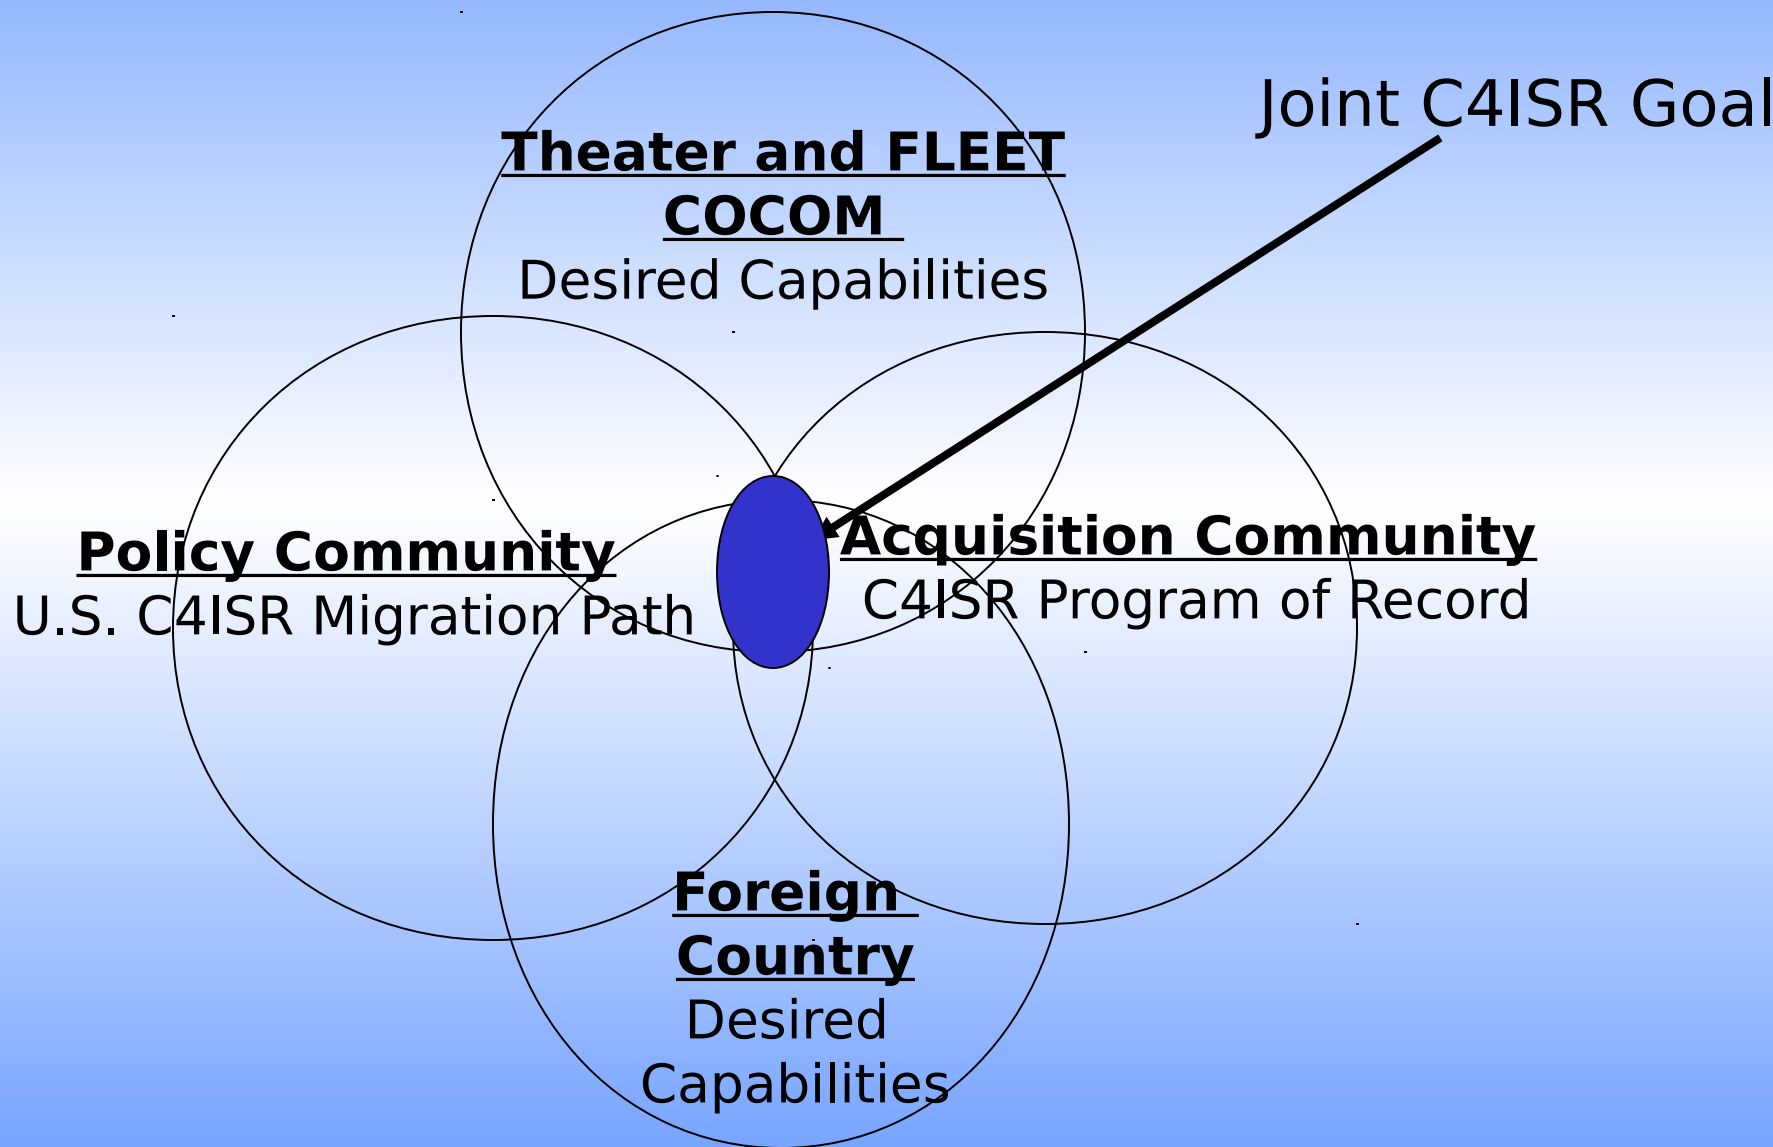 Joint C4ISR Goal
Theater and FLEET
COCOM
Desired Capabilities
Policy Community
U.S. C4ISR Migration Path
Acquisition Community
C4ISR Program of Record
Foreign
Country
Desired
Capabilities